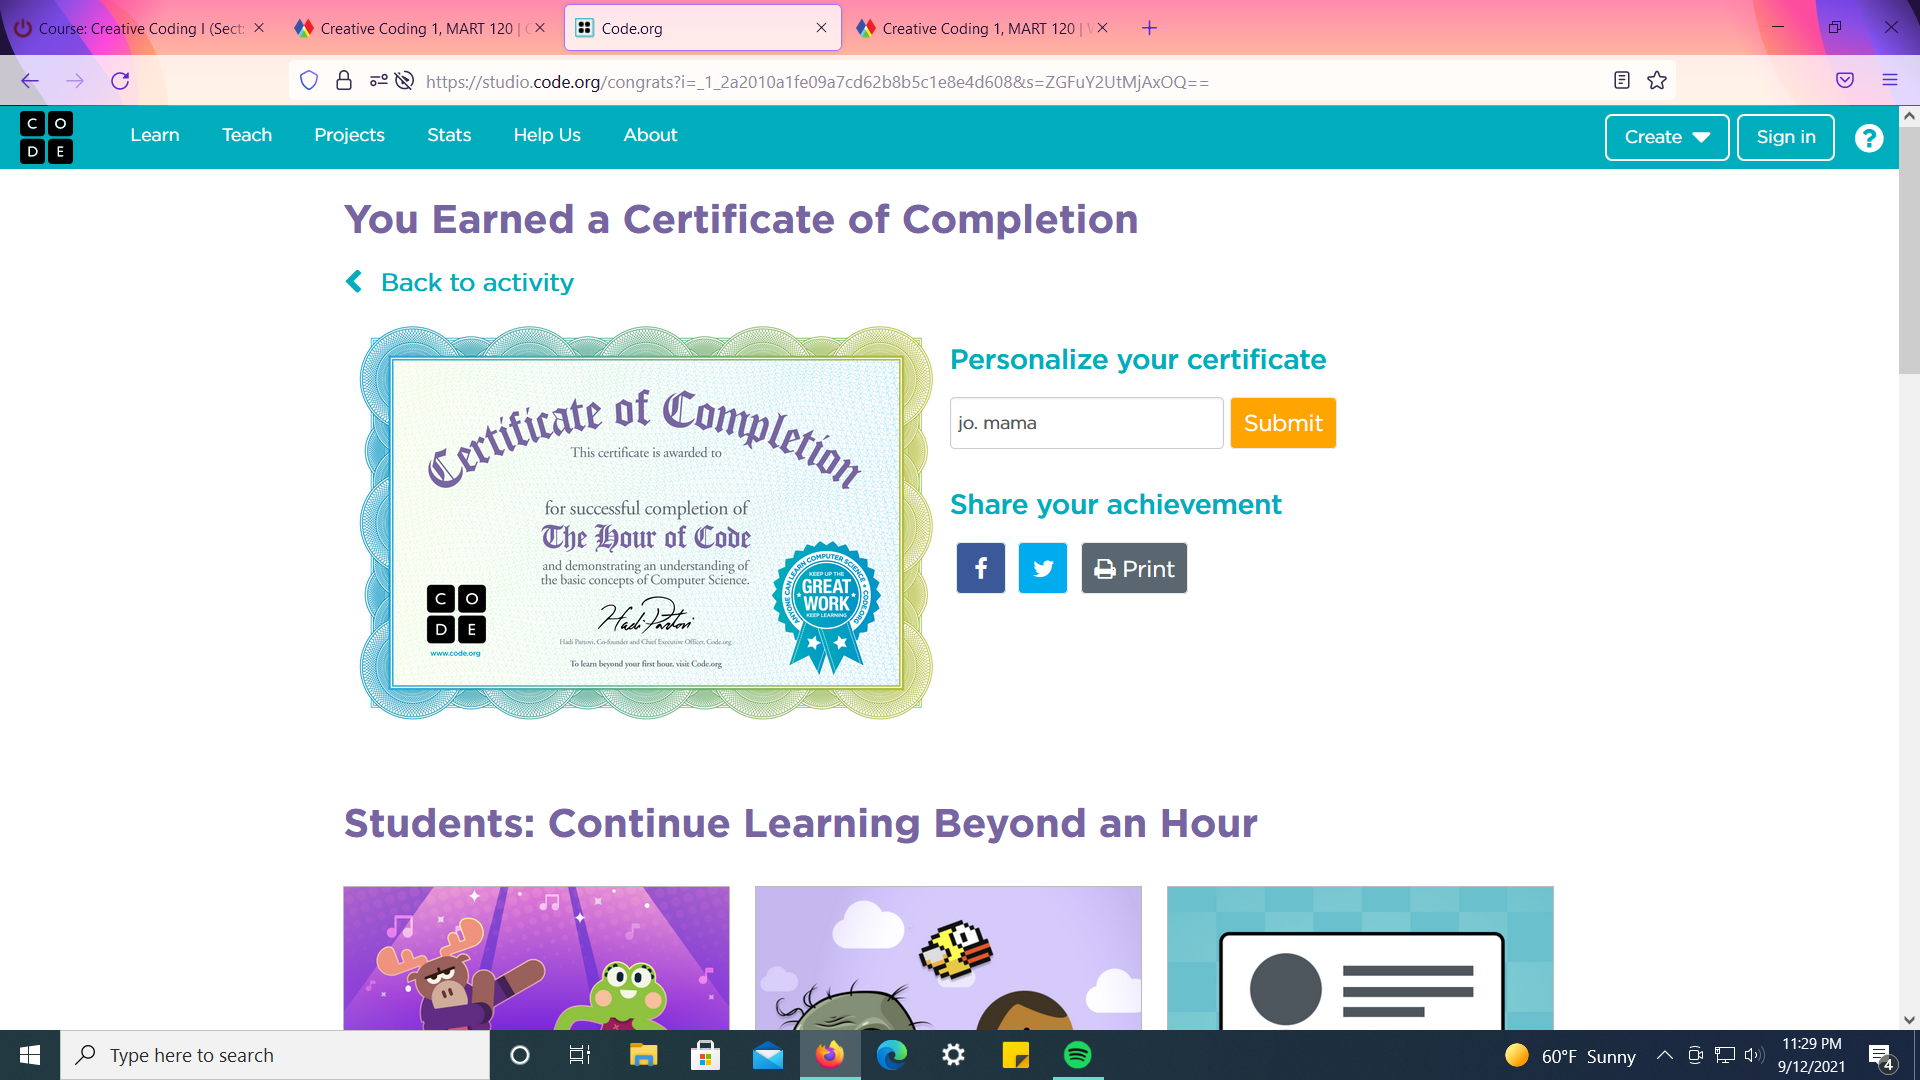 Course: Creative Coding I (Sect
Creative Coding 1, MART 120 |
Code.org
Creative Coding 1, MART 120 |
https://studio.code.org/congrats?i=_1_2a2010a1fe09a7cd62b8b5c1e8e4d608&s=ZGFuY2UtMjAxOQ==
CODE
Learn
Teach
Projects
Stats
Help Us
About
Create
Sign in
?
You Earned a Certificate of Completion
Back to activity
Certificate of Completion
This certificate is awarded to
for successful completion of
The Hour of Code
and demonstrating an understanding of
the basic concepts of Computer Science.
Hadi Partovi
Hadi Partovi, Co-founder and Chief Executive Officer, Code.org
To learn beyond your first hour, visit Code.org
CODE
www.code.org
ANYONE CAN LEARN COMPUTER SCIENCE • CODE.ORG
KEEP UP THE
GREAT
WORK
KEEP LEARNING
Personalize your certificate
jo. mama
Submit
Share your achievement
Print
Students: Continue Learning Beyond an Hour
Type here to search
60°F Sunny
11:29 PM
9/12/2021
4